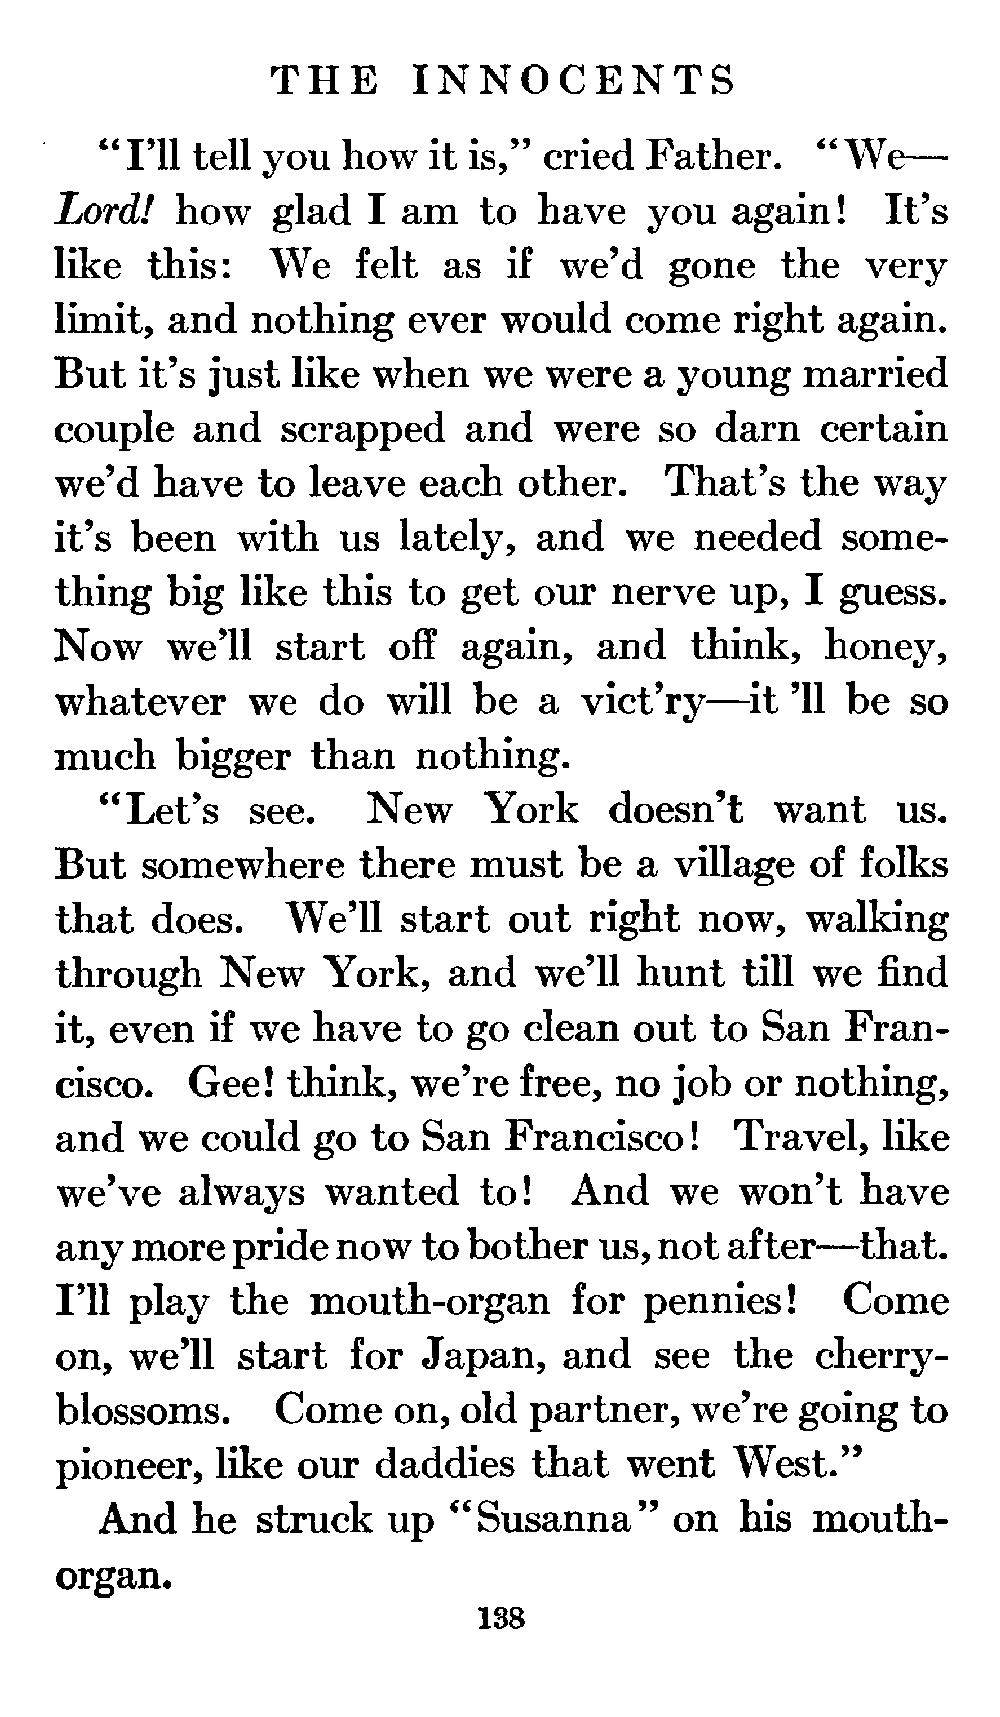 THE INNOCENTS
“I’ll tell you how it is,” cried Father. “We—
Lord! how glad I am to have you again! It’s
like this: We felt as if we’d gone the very
limit, and nothing ever would come right again.
But it’s just like when we were a young married
couple and scrapped and were so darn certain
we’d have to leave each other. That’s the way
it’s been with us lately, and we needed some-
thing big like this to get our nerve up, I guess.
Now we’ll start off again, and think, honey,
whatever we do will be a vict’ry—it ’ll be so
much bigger than nothing.
“Let’s see. New York doesn’t want us.
But somewhere there must be a village of folks
that does. We’ll start out right now, walking
through New York, and we’ll hunt till we find
it, even if we have to go clean out to San Fran-
cisco. Gee! think, we’re free, no job or nothing,
and we could go to San Francisco! Travel, like
we’ve always wanted to! And we won’t have
any more pride now to bother us, not after—that.
I’ll play the mouth-organ for pennies! Come
on, we’ll start for Japan, and see the cherry-
blossoms. Come on, old partner, we’re going to
pioneer, like our daddies that went West.”
And he struck up “Susanna” on his mouth-
organ.
138